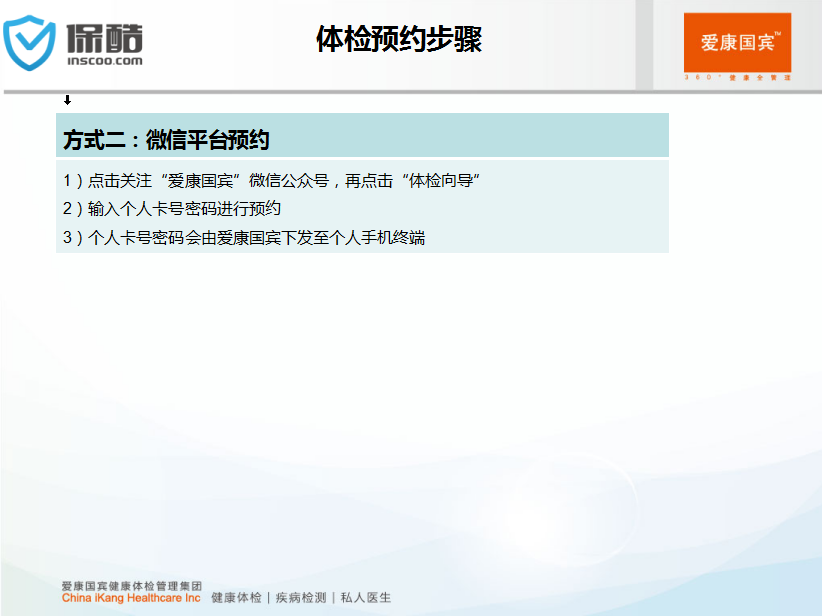 保酷
inscoo.com
体检预约步骤
爱康国宾™
360°健康全管理
方式二：微信平台预约
1）点击关注“爱康国宾”微信公众号，再点击“体检向导”
2）输入个人卡号密码进行预约
3）个人卡号密码会由爱康国宾下发至个人手机终端
爱康国宾健康体检管理集团
China iKang Healthcare Inc 健康体检｜疾病检测｜私人医生